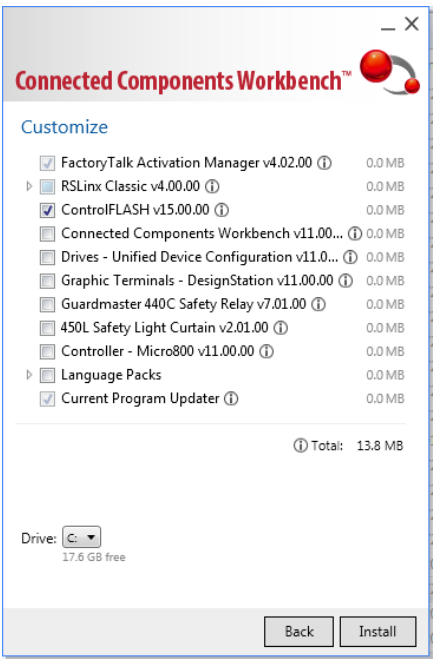 Connected Components Workbench™
Customize
FactoryTalk Activation Manager v4.02.00 0.0 MB
RSLinx Classic v4.00.00 0.0 MB
ControlFLASH v15.00.00 0.0 MB
Connected Components Workbench v11.00... 0.0 MB
Drives - Unified Device Configuration v11.0... 0.0 MB
Graphic Terminals - DesignStation v11.00.00 0.0 MB
Guardmaster 440C Safety Relay v7.01.00 0.0 MB
450L Safety Light Curtain v2.01.00 0.0 MB
Controller - Micro800 v11.00.00 0.0 MB
Language Packs 0.0 MB
Current Program Updater 0.0 MB
Total: 13.8 MB
Drive: C:
17.6 GB free
Back Install